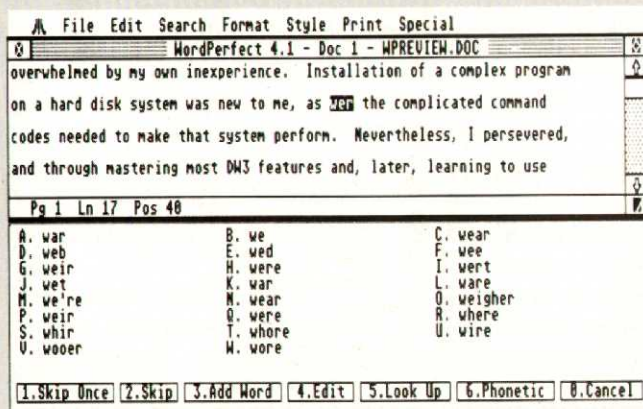 File Edit Search Format Style Print Special
WordPerfect 4.1 - Doc 1 - WPREVIEW.DOC
overwhelmed by my own inexperience. Installation of a complex program
on a hard disk system was new to me, as wer the complicated command
codes needed to make that system perform. Nevertheless, I persevered,
and through mastering most DW3 features and, later, learning to use
Pg 1 Ln 17 Pos 40
A. war B. we C. wear
D. web E. wed F. wee
G. weir H. were I. wert
J. wet K. war L. ware
M. we're N. wear O. weigher
P. weir Q. were R. where
S. whir T. whore U. wire
V. wooer W. wore
1.Skip Once 2.Skip 3.Add Word 4.Edit 5.Look Up 6.Phonetic 0.Cancel